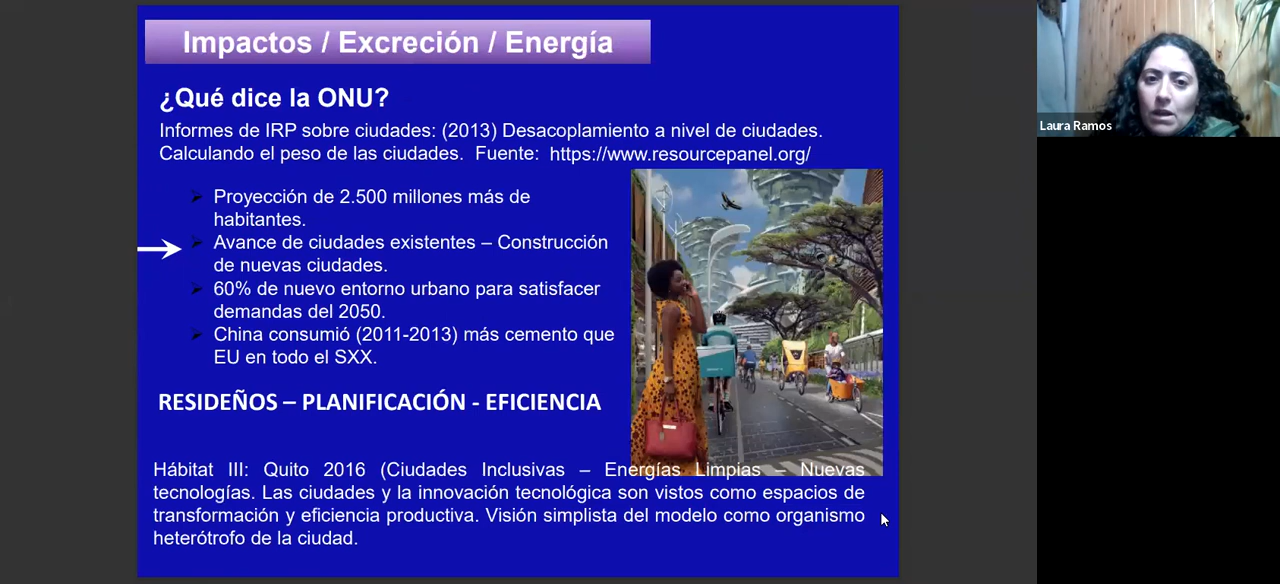 Impactos / Excreción / Energía
¿Qué dice la ONU?
Informes de IRP sobre ciudades: (2013) Desacoplamiento a nivel de ciudades.
Calculando el peso de las ciudades. Fuente: https://www.resourcepanel.org/
Proyección de 2.500 millones más de
habitantes.
Avance de ciudades existentes – Construcción
de nuevas ciudades.
60% de nuevo entorno urbano para satisfacer
demandas del 2050.
China consumió (2011-2013) más cemento que
EU en todo el SXX.
RESIDEÑOS – PLANIFICACIÓN - EFICIENCIA
Hábitat III: Quito 2016 (Ciudades Inclusivas – Energías Limpias – Nuevas
tecnologías. Las ciudades y la innovación tecnológica son vistos como espacios de
transformación y eficiencia productiva. Visión simplista del modelo como organismo
heterótrofo de la ciudad.
Laura Ramos